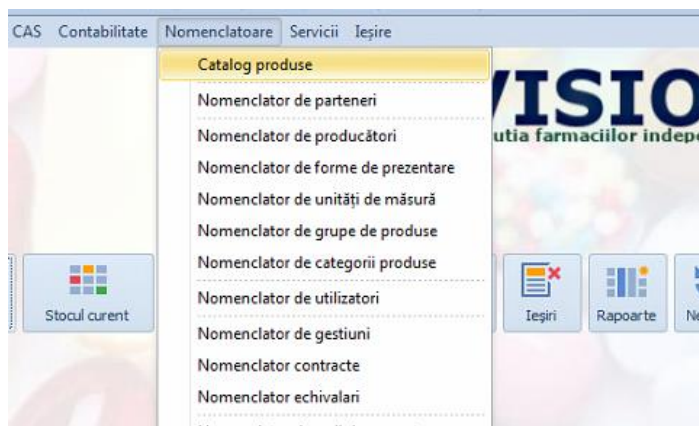 CAS Contabilitate Nomenclatoare Servicii Ieșire
Catalog produse
Nomenclator de parteneri
Nomenclator de producători
Nomenclator de forme de prezentare
Nomenclator de unități de măsură
Nomenclator de grupe de produse
Nomenclator de categorii produse
Nomenclator de utilizatori
Nomenclator de gestiuni
Nomenclator contracte
Nomenclator echivalari
VISIO
utia farmaciilor indep
Stocul curent
Ieșiri
Rapoarte
Ne